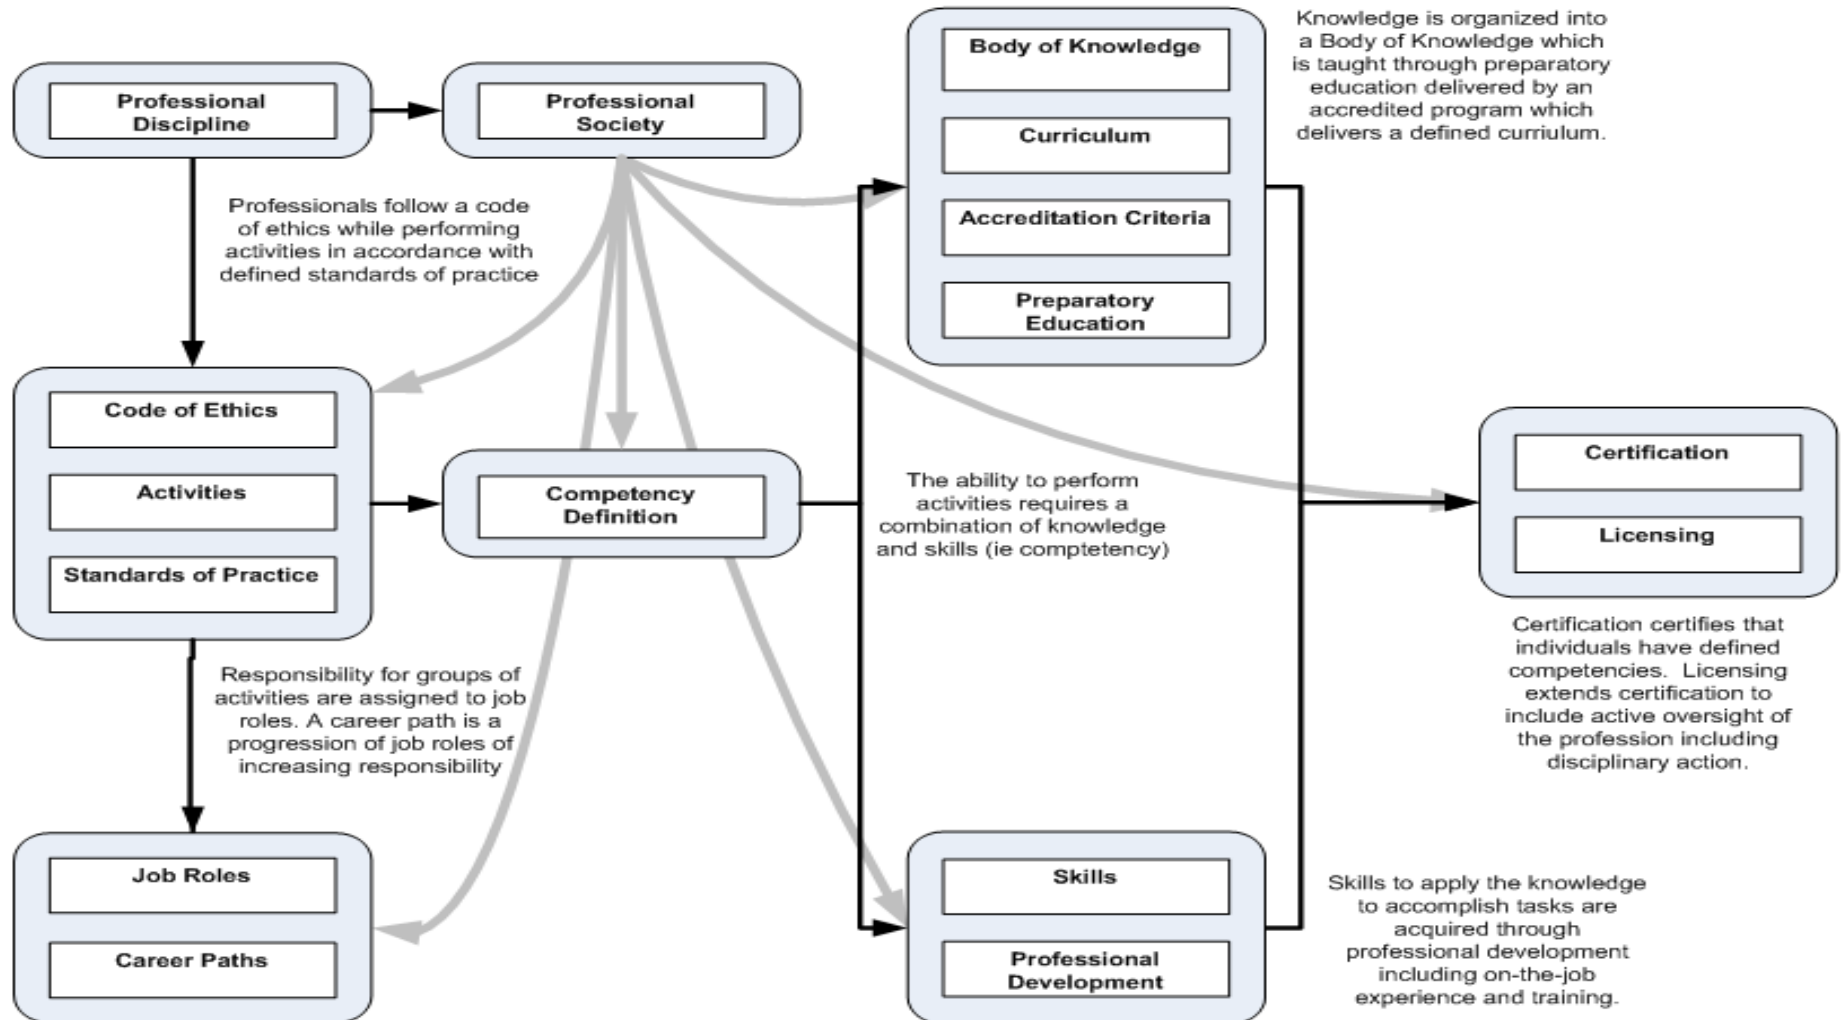 Professional
Discipline
Professional
Society
Professionals follow a code
of ethics while performing
activities in accordance with
defined standards of practice
Code of Ethics
Activities
Standards of Practice
Competency
Definition
Responsibility for groups of
activities are assigned to job
roles. A career path is a
progression of job roles of
increasing responsibility
Job Roles
Career Paths
Body of Knowledge
Curriculum
Accreditation Criteria
Preparatory
Education
Knowledge is organized into
a Body of Knowledge which
is taught through preparatory
education delivered by an
accredited program which
delivers a defined curriulum.
The ability to perform
activities requires a
combination of knowledge
and skills (ie comptetency)
Certification
Licensing
Certification certifies that
individuals have defined
competencies. Licensing
extends certification to
include active oversight of
the profession including
disciplinary action.
Skills
Professional
Development
Skills to apply the knowledge
to accomplish tasks are
acquired through
professional development
including on-the-job
experience and training.